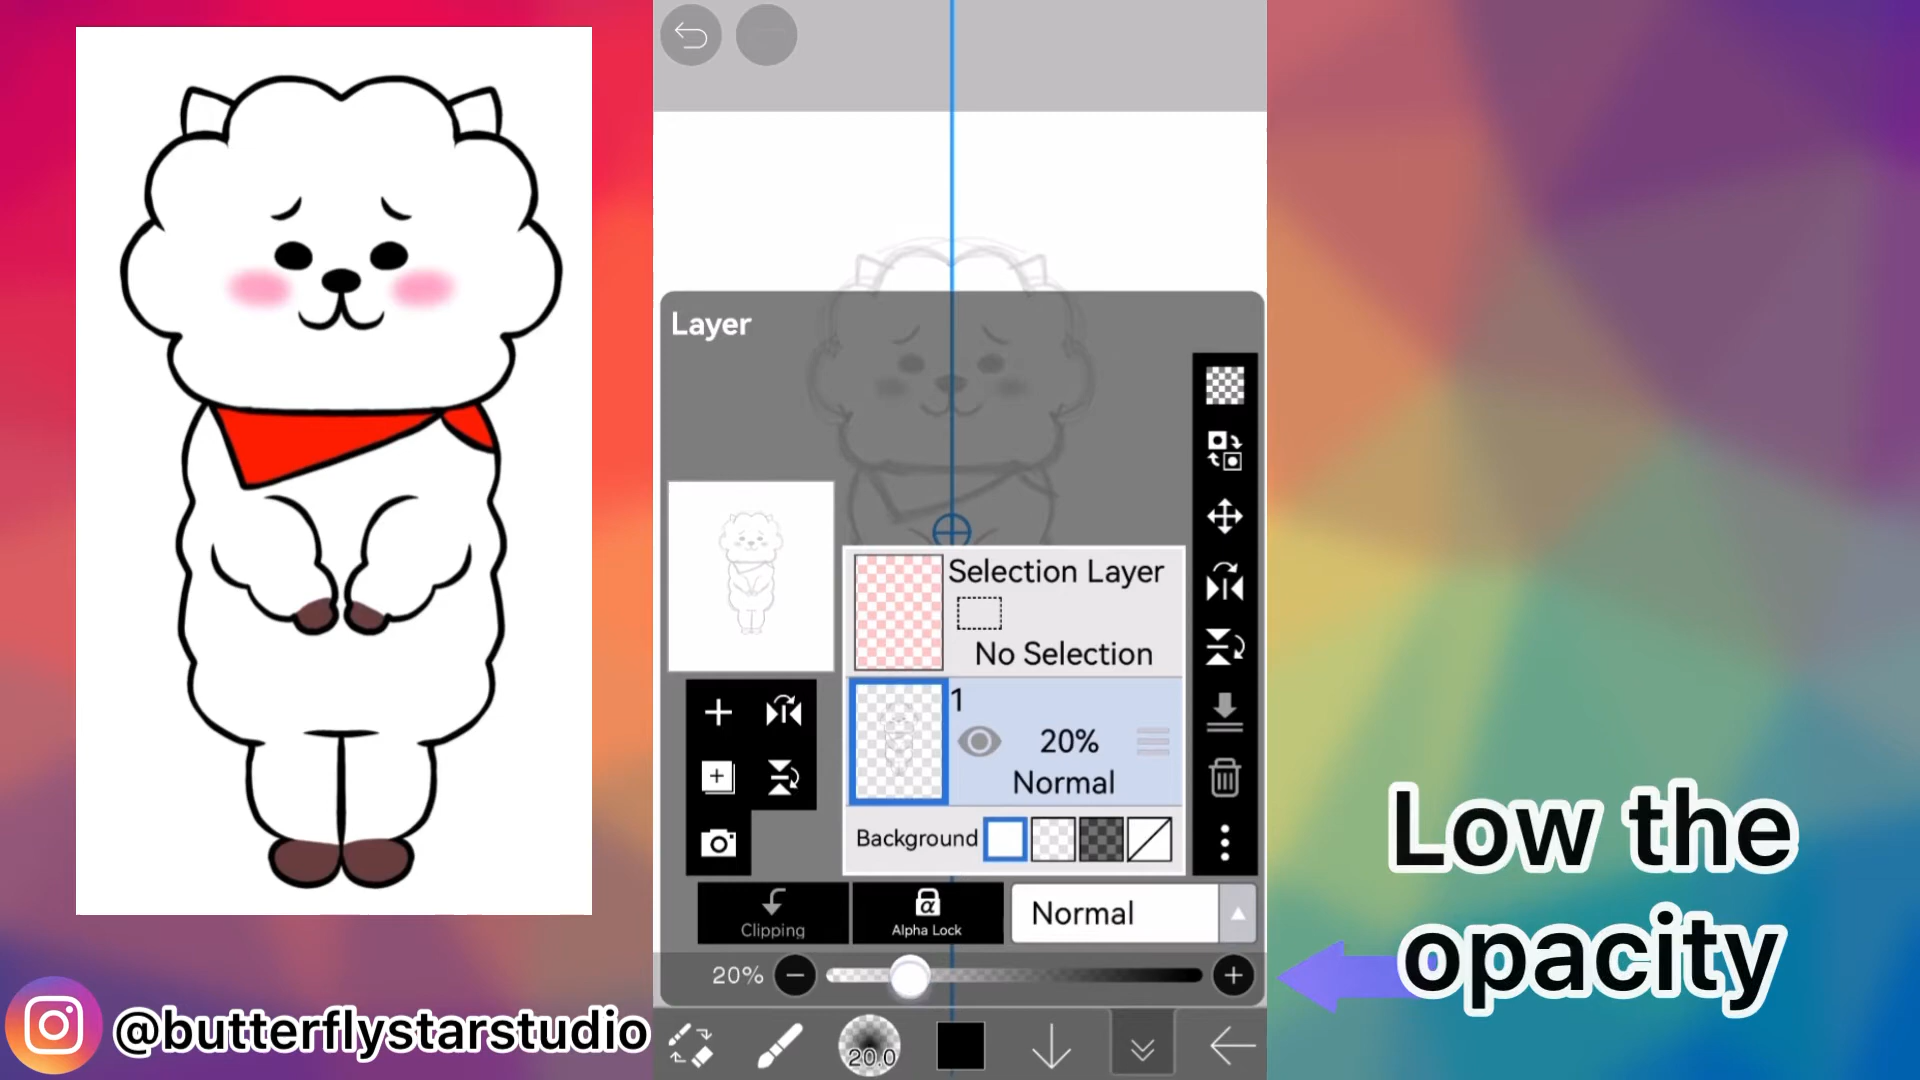 Layer
Selection Layer
No Selection
1
20%
Normal
Background
Clipping
α
Alpha Lock
Normal
20%
20.0
Low the
opacity
@butterflystarstudio